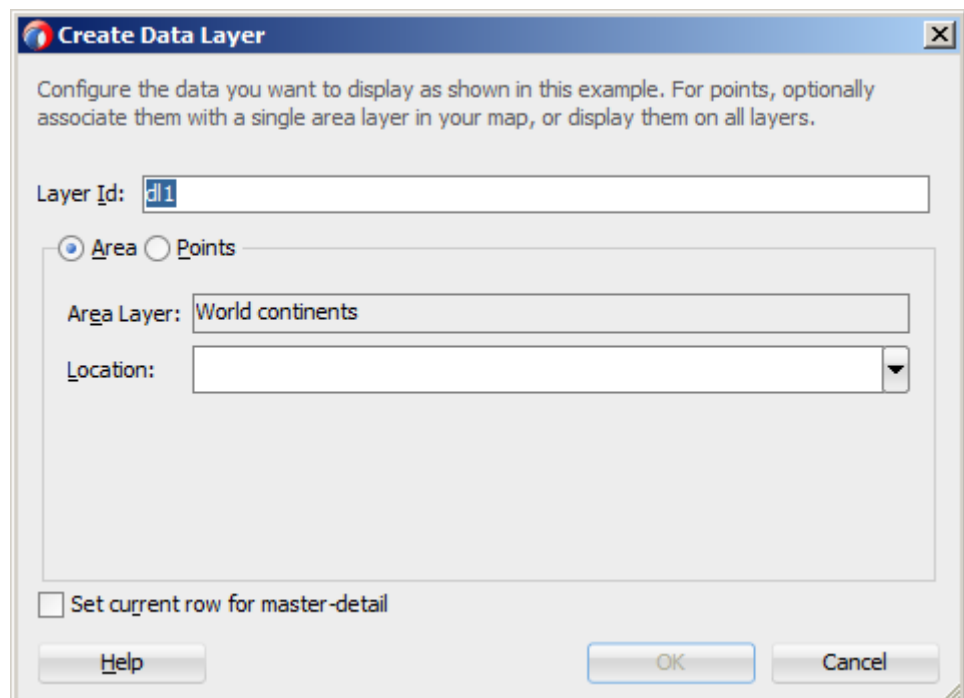 Create Data Layer
Configure the data you want to display as shown in this example. For points, optionally
associate them with a single area layer in your map, or display them on all layers.
Layer Id: dl1
Area Points
Area Layer: World continents
Location:
Set current row for master-detail
Help OK Cancel